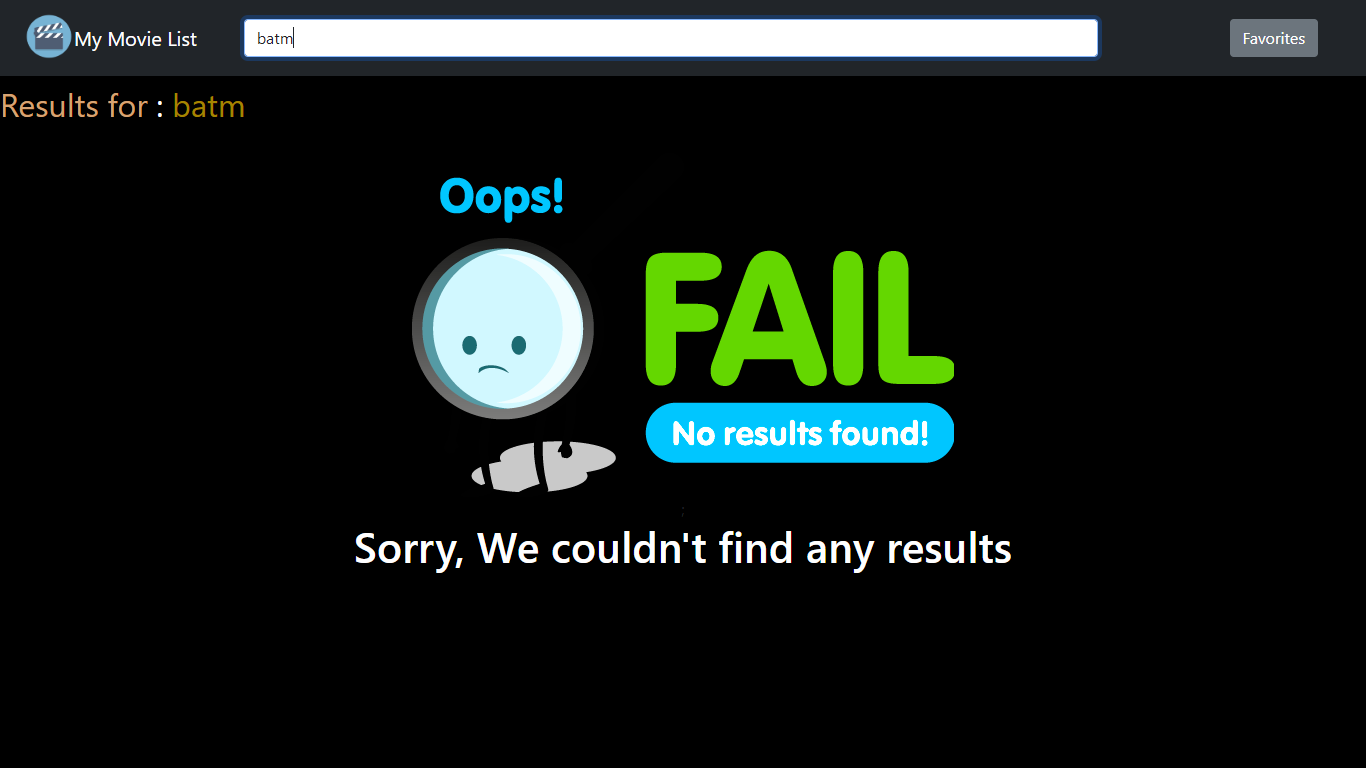 My Movie List
batm
Favorites
Results for : batm
Oops!
FAIL
No results found!
;
Sorry, We couldn't find any results